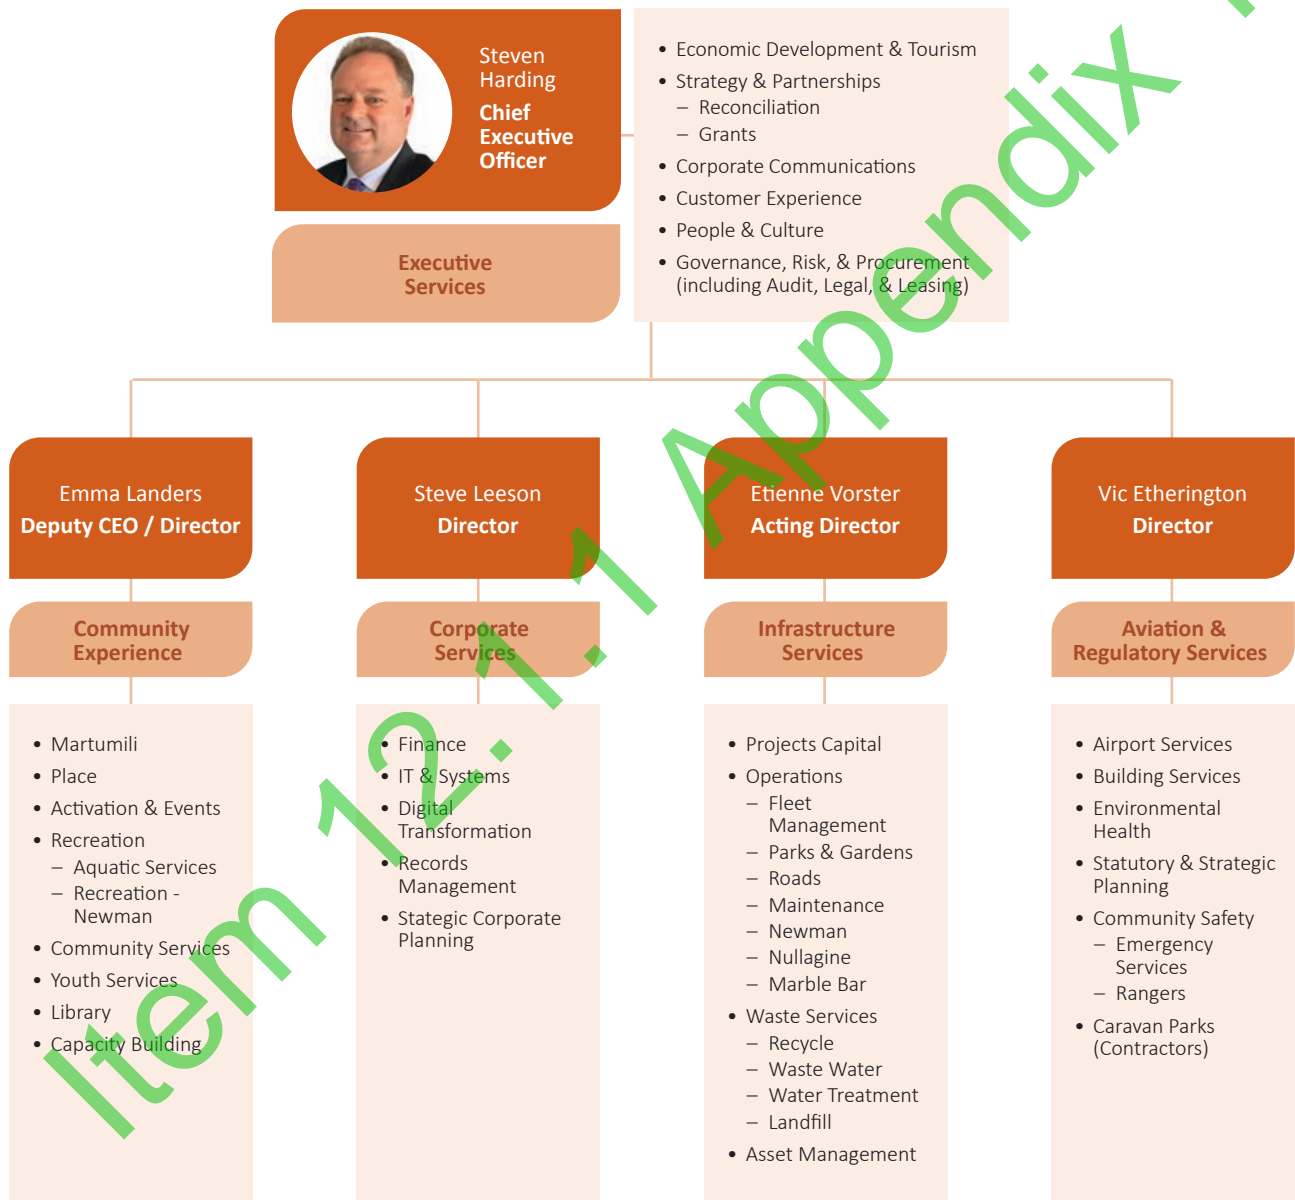 Steven
Harding
Chief
Executive
Officer
Executive
Services
• Economic Development & Tourism
• Strategy & Partnerships
– Reconciliation
– Grants
• Corporate Communications
• Customer Experience
• People & Culture
• Governance, Risk, & Procurement
(including Audit, Legal, & Leasing)
Emma Landers
Deputy CEO / Director
Community
Experience
• Martumili
• Place
• Activation & Events
• Recreation
– Aquatic Services
– Recreation -
Newman
• Community Services
• Youth Services
• Library
• Capacity Building
Steve Leeson
Director
Corporate
Services
• Finance
• IT & Systems
• Digital
Transformation
• Records
Management
• Stategic Corporate
Planning
Etienne Vorster
Acting Director
Infrastructure
Services
• Projects Capital
• Operations
– Fleet
Management
– Parks & Gardens
– Roads
– Maintenance
– Newman
– Nullagine
– Marble Bar
• Waste Services
– Recycle
– Waste Water
– Water Treatment
– Landfill
• Asset Management
Vic Etherington
Director
Aviation &
Regulatory Services
• Airport Services
• Building Services
• Environmental
Health
• Statutory & Strategic
Planning
• Community Safety
– Emergency
Services
– Rangers
• Caravan Parks
(Contractors)
Item 12.1.1 Appendix